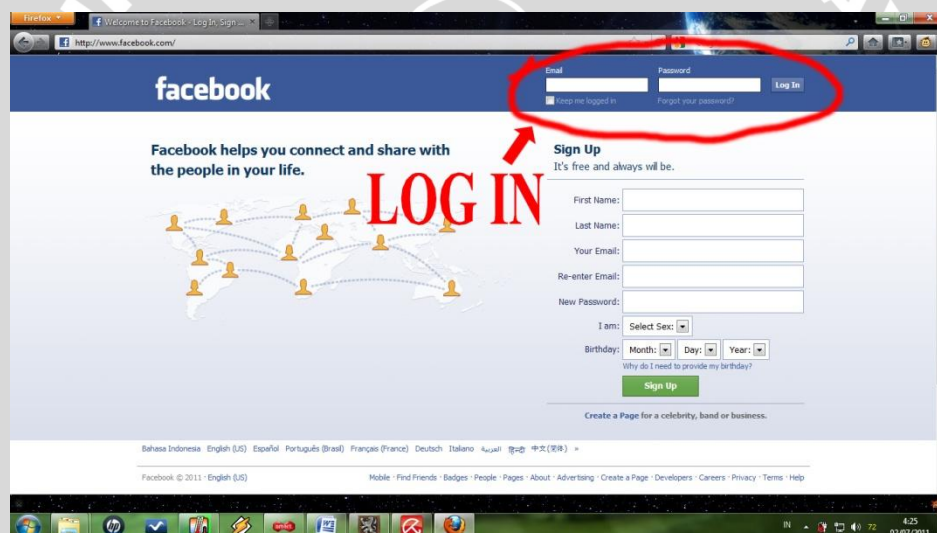 Firefox
Welcome to Facebook - Log In, Sign ...
http://www.facebook.com/
facebook
Email
Password
Log In
Keep me logged in
Forgot your password?
Facebook helps you connect and share with
the people in your life.
LOG IN
Sign Up
It's free and always will be.
First Name:
Last Name:
Your Email:
Re-enter Email:
New Password:
I am: Select Sex:
Birthday: Month: Day: Year:
Why do I need to provide my birthday?
Sign Up
Create a Page for a celebrity, band or business.
Bahasa Indonesia English (US) Español Português (Brasil) Français (France) Deutsch Italiano العربية हिन्दी 中文(简体) »
Facebook © 2011 · English (US)
Mobile · Find Friends · Badges · People · Pages · About · Advertising · Create a Page · Developers · Careers · Privacy · Terms · Help
hp
smart
IN
72
4:25
02/07/2011